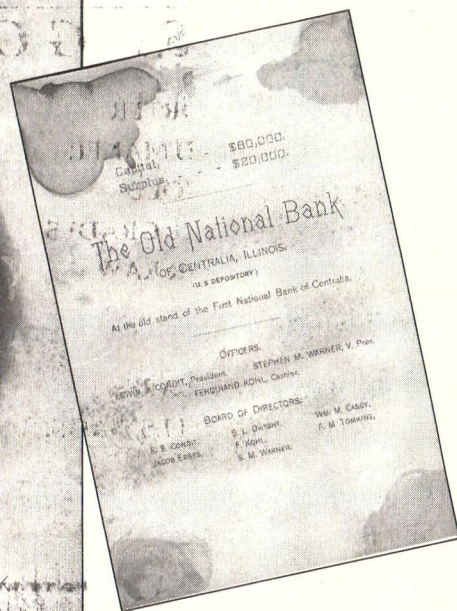 Capital, - - - $80,000.
Surplus, - - - $20,000.
The Old National Bank
OF CENTRALIA, ILLINOIS,
(U.S DEPOSITORY)
At the old stand of the First National Bank of Centralia.
OFFICERS.
EDWIN S. CONDIT, President. STEPHEN M. WARNER, V. Pres.
FERDINAND KOHL, Cashier.
BOARD OF DIRECTORS:
E. S. CONDIT, S. L. DWIGHT, WM. M. CASEY,
JACOB ERBES, F. KOHL, F. M TOMKINS,
S. M. WARNER,